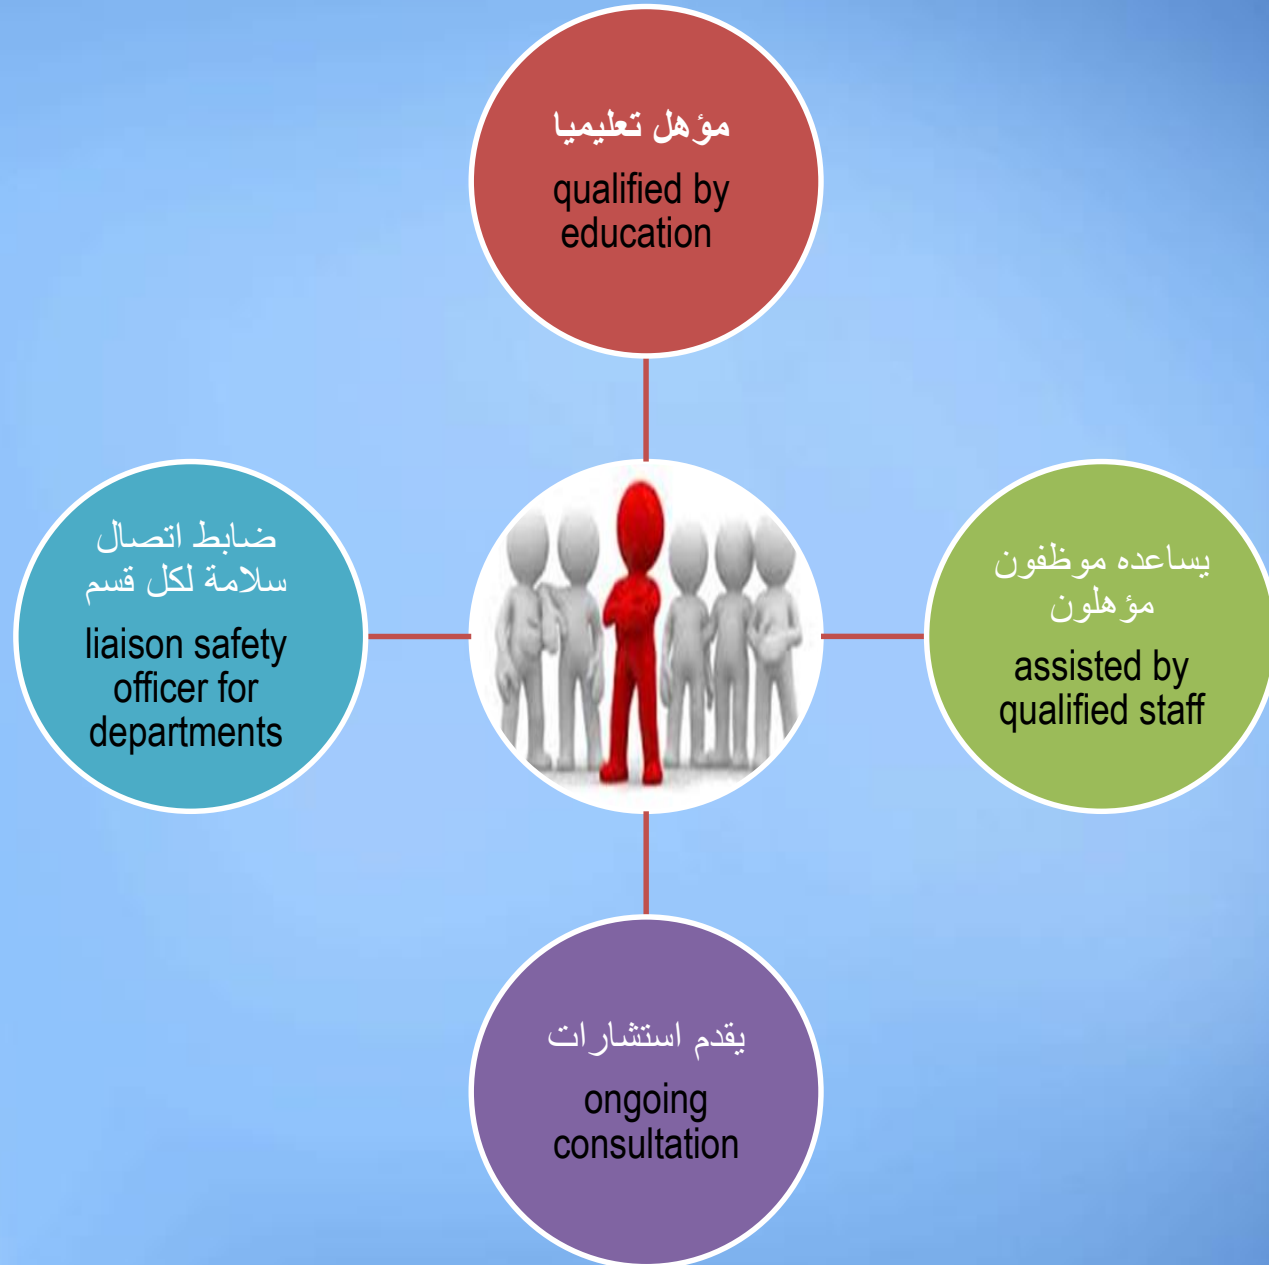 مؤهل تعليميا
qualified by
education
ضابط اتصال
سلامة لكل قسم
liaison safety
officer for
departments
يساعده موظفون
مؤهلون
assisted by
qualified staff
يقدم استشارات
ongoing
consultation